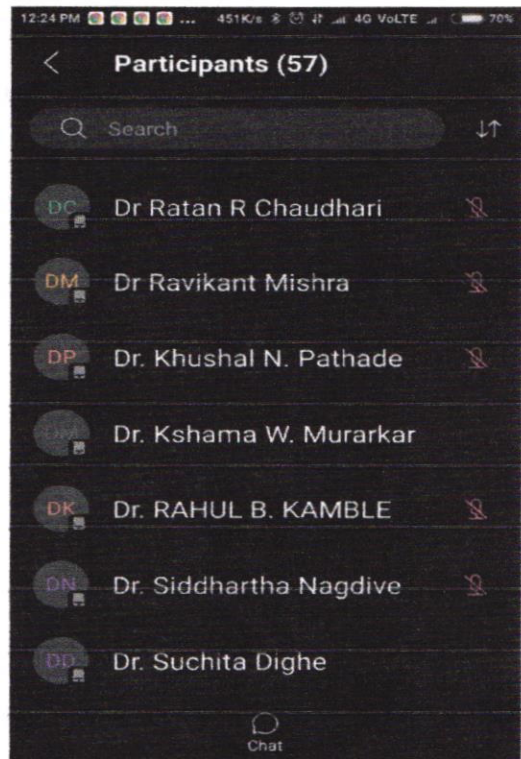 12:24 PM ... 451K/s 4G VoLTE 70%
Participants (57)
Search
DC Dr Ratan R Chaudhari
DM Dr Ravikant Mishra
DP Dr. Khushal N. Pathade
Dr. Kshama W. Murarkar
DK Dr. RAHUL B. KAMBLE
DN Dr. Siddhartha Nagdive
DD Dr. Suchita Dighe
Chat